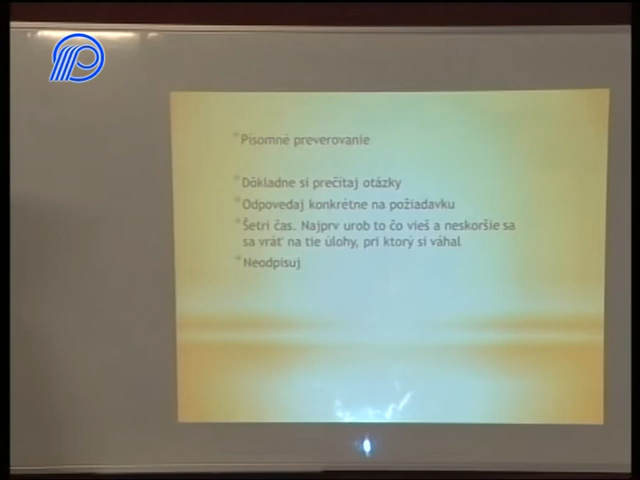 *Písomné preverovanie
*Dôkladne si prečítaj otázky
*Odpovedaj konkrétne na požiadavku
*Šetri čas. Najprv urob to čo vieš a neskoršie sa
sa vráť na tie úlohy, pri ktorý si váhal
*Neodpisuj